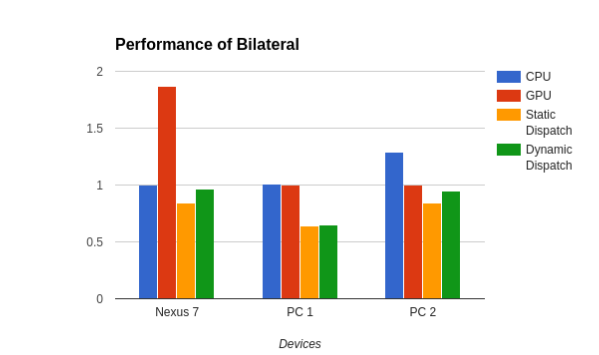 Performance of Bilateral
2
1.5
1
0.5
0
Nexus 7
PC 1
PC 2
Devices
CPU
GPU
Static
Dispatch
Dynamic
Dispatch